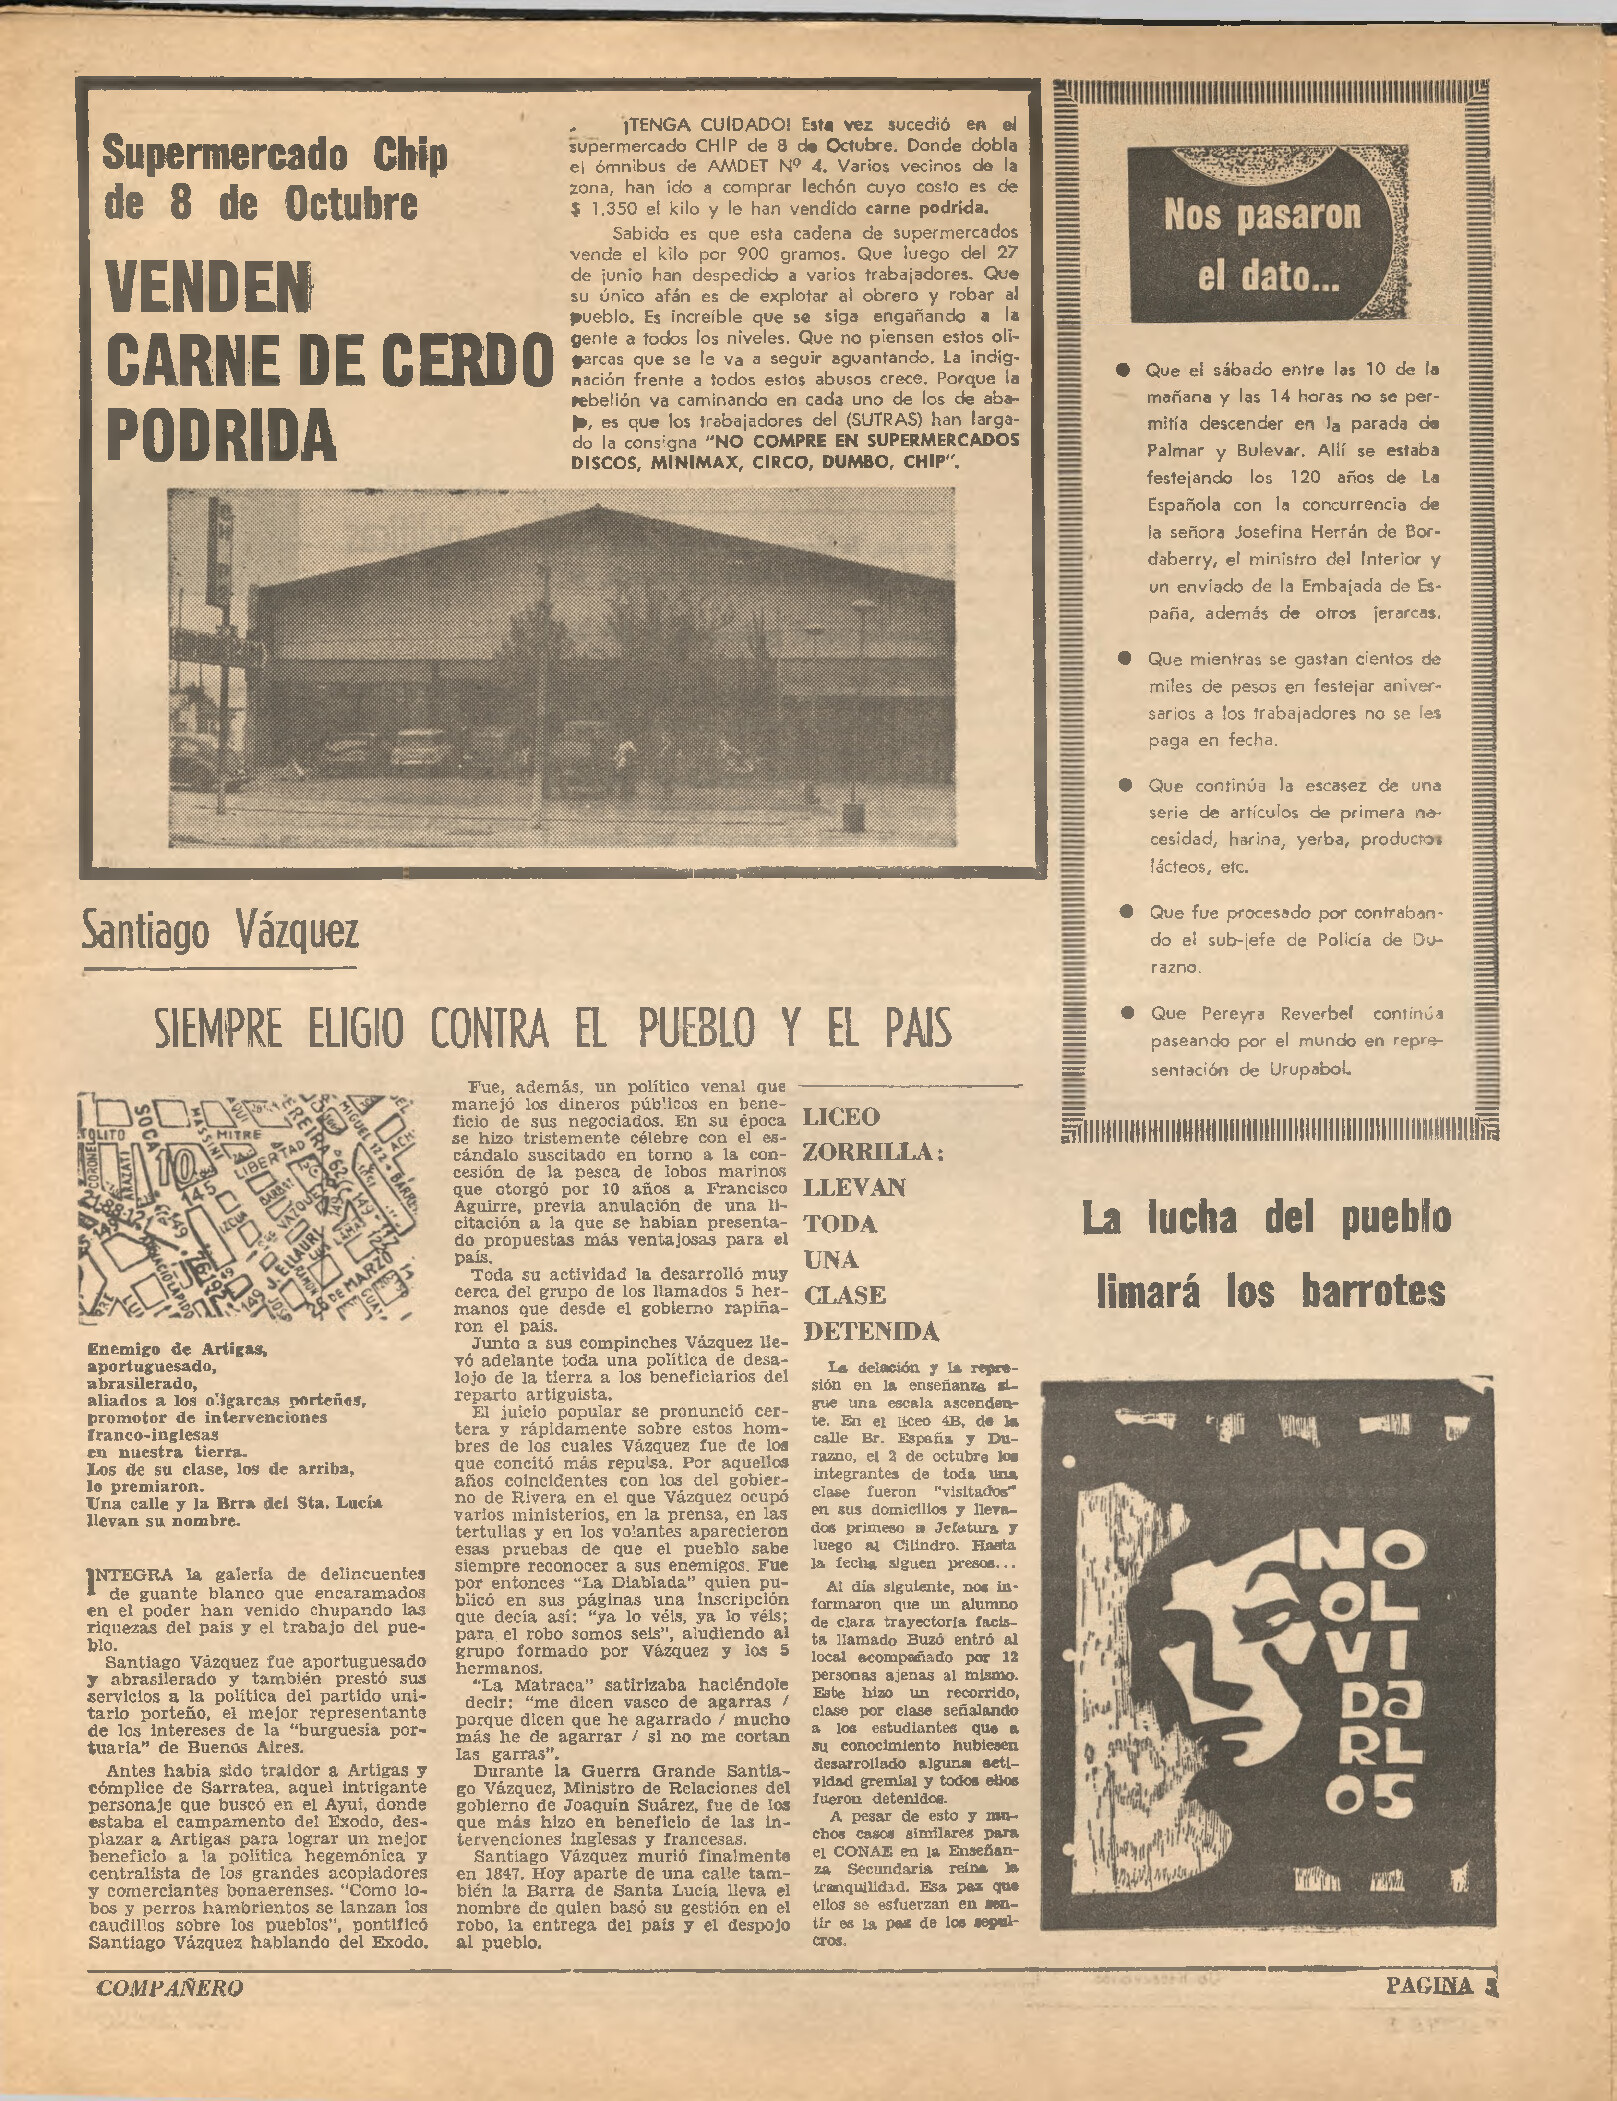 Supermercado Chip
de 8 de Octubre
VENDEN
CARNE DE CERDO
PODRIDA
¡TENGA CUIDADO! Esta vez sucedió en el
supermercado CHIP de 8 de Octubre. Donde dobla
el ómnibus de AMDET Nº 4. Varios vecinos de la
zona, han ido a comprar lechón cuyo costo es de
$ 1.350 el kilo y le han vendido carne podrida.
Sabido es que esta cadena de supermercados
vende el kilo por 900 gramos. Que luego del 27
de junio han despedido a varios trabajadores. Que
su único afán es de explotar al obrero y robar al
pueblo. Es increíble que se siga engañando a la
gente a todos los niveles. Que no piensen estos oli-
garcas que se le va a seguir aguantando. La indig-
nación frente a todos estos abusos crece. Porque la
rebelión va caminando en cada uno de los de aba-
jo, es que los trabajadores del (SUTRAS) han larga-
do la consigna "NO COMPRE EN SUPERMERCADOS
DISCOS, MINIMAX, CIRCO, DUMBO, CHIP".
Nos pasaron
el dato...
● Que el sábado entre las 10 de la
mañana y las 14 horas no se per-
mitía descender en la parada de
Palmar y Bulevar. Allí se estaba
festejando los 120 años de La
Española con la concurrencia de
la señora Josefina Herrán de Bor-
daberry, el ministro del Interior y
un enviado de la Embajada de Es-
paña, además de otros jerarcas.
● Que mientras se gastan cientos de
miles de pesos en festejar aniver-
sarios a los trabajadores no se les
paga en fecha.
● Que continúa la escasez de una
serie de artículos de primera ne-
cesidad, harina, yerba, productos
lácteos, etc.
● Que fue procesado por contraban-
do el sub-jefe de Policía de Du-
razno.
● Que Pereyra Reverbel continúa
paseando por el mundo en repre-
sentación de Urupabol.
Santiago Vázquez
SIEMPRE ELIGIO CONTRA EL PUEBLO Y EL PAIS
SOCA
MASSINI
MITRE
LIBERTAD
PEREIRA
MIGUEL
CORONEL
ARAZATI
10
145
149
VAZQUEZ
J. ELLAURI
26 DE MARZO
Enemigo de Artigas,
aportuguesado,
abrasilerado,
aliados a los oligarcas porteños,
promotor de intervenciones
franco-inglesas
en nuestra tierra.
Los de su clase, los de arriba,
lo premiaron.
Una calle y la Brra del Sta. Lucía
llevan su nombre.
INTEGRA la galería de delincuentes
de guante blanco que encaramados
en el poder han venido chupando las
riquezas del país y el trabajo del pue-
blo.
Santiago Vázquez fue aportuguesado
y abrasilerado y también prestó sus
servicios a la política del partido uni-
tario porteño, el mejor representante
de los intereses de la "burguesía por-
tuaria" de Buenos Aires.
Antes había sido traidor a Artigas y
cómplice de Sarratea, aquel intrigante
personaje que buscó en el Ayuí, donde
estaba el campamento del Exodo, des-
plazar a Artigas para lograr un mejor
beneficio a la política hegemónica y
centralista de los grandes acopiadores
y comerciantes bonaerenses. "Como lo-
bos y perros hambrientos se lanzan los
caudillos sobre los pueblos", pontificó
Santiago Vázquez hablando del Exodo.
Fue, además, un político venal que
manejó los dineros públicos en bene-
ficio de sus negociados. En su época
se hizo tristemente célebre con el es-
cándalo suscitado en torno a la con-
cesión de la pesca de lobos marinos
que otorgó por 10 años a Francisco
Aguirre, previa anulación de una li-
citación a la que se habían presenta-
do propuestas más ventajosas para el
país.
Toda su actividad la desarrolló muy
cerca del grupo de los llamados 5 her-
manos que desde el gobierno rapiña-
ron el país.
Junto a sus compinches Vázquez lle-
vó adelante toda una política de desa-
lojo de la tierra a los beneficiarios del
reparto artiguista.
El juicio popular se pronunció cer-
tera y rápidamente sobre estos hom-
bres de los cuales Vázquez fue de los
que concitó más repulsa. Por aquellos
años coincidentes con los del gobier-
no de Rivera en el que Vázquez ocupó
varios ministerios, en la prensa, en las
tertulias y en los volantes aparecieron
esas pruebas de que el pueblo sabe
siempre reconocer a sus enemigos. Fue
por entonces "La Diablada" quien pu-
blicó en sus páginas una inscripción
que decía así: "ya lo véis, ya lo véis;
para el robo somos seis", aludiendo al
grupo formado por Vázquez y los 5
hermanos.
"La Matraca" satirizaba haciéndole
decir: "me dicen vasco de agarras /
porque dicen que he agarrado / mucho
más he de agarrar / si no me cortan
las garras".
Durante la Guerra Grande Santia-
go Vázquez, Ministro de Relaciones del
gobierno de Joaquín Suárez, fue de los
que más hizo en beneficio de las in-
tervenciones inglesas y francesas.
Santiago Vázquez murió finalmente
en 1847. Hoy aparte de una calle tam-
bién la Barra de Santa Lucía lleva el
nombre de quien basó su gestión en el
robo, la entrega del país y el despojo
al pueblo.
LICEO
ZORRILLA:
LLEVAN
TODA
UNA
CLASE
DETENIDA
La delación y la repre-
sión en la enseñanza si-
gue una escala ascenden-
te. En el liceo 4B, de la
calle Br. España y Du-
razno, el 2 de octubre los
integrantes de toda una
clase fueron "visitados"
en sus domicilios y lleva-
dos primeso a Jefatura y
luego al Cilindro. Hasta
la fecha siguen presos...
Al día siguiente, nos in-
formaron que un alumno
de clara trayectoria facis-
ta llamado Buzó entró al
local acompañado por 12
personas ajenas al mismo.
Este hizo un recorrido,
clase por clase señalando
a los estudiantes que a
su conocimiento hubiesen
desarrollado alguna acti-
vidad gremial y todos ellos
fueron detenidos.
A pesar de esto y mu-
chos casos similares para
el CONAE en la Enseñan-
za Secundaria reina la
tranquilidad. Esa paz que
ellos se esfuerzan en sen-
tir es la paz de los sepul-
cros.
La lucha del pueblo
limará los barrotes
NO
OL
VI
DaRLOS
COMPAÑERO
PAGINA 3